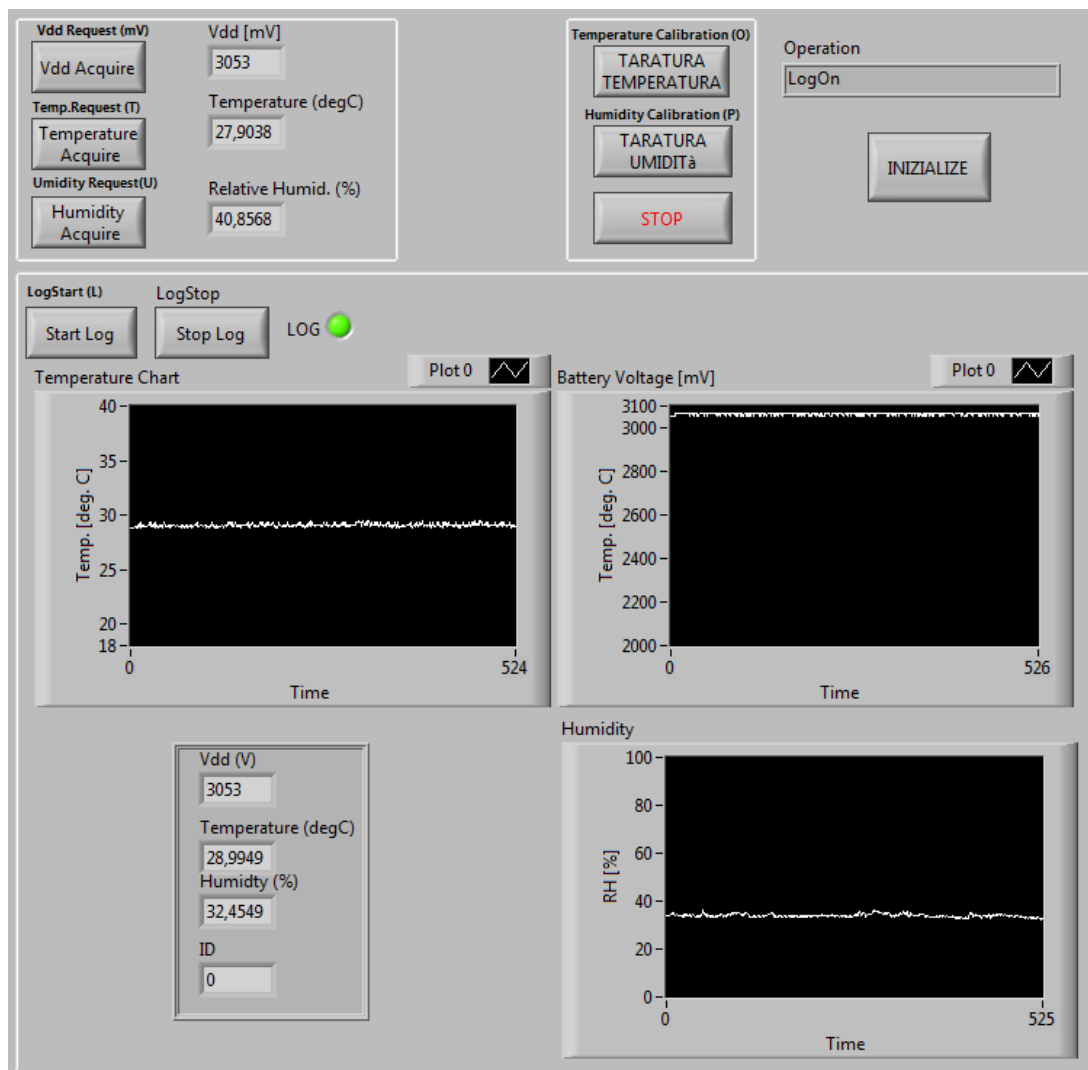 Vdd Request (mV)
Vdd Acquire
Vdd [mV]
3053
Temp.Request (T)
Temperature
Acquire
Temperature (degC)
27,9038
Umidity Request(U)
Humidity
Acquire
Relative Humid. (%)
40,8568
Temperature Calibration (O)
TARATURA
TEMPERATURA
Humidity Calibration (P)
TARATURA
UMIDITà
STOP
Operation
LogOn
INIZIALIZE
LogStart (L)
Start Log
LogStop
Stop Log
LOG
Temperature Chart
Plot 0
Temp. [deg. C]
40
35
30
25
20
18
0
524
Time
Battery Voltage [mV]
Plot 0
Temp. [deg. C]
3100
3000
2800
2600
2400
2200
2000
0
526
Time
Vdd (V)
3053
Temperature (degC)
28,9949
Humidty (%)
32,4549
ID
0
Humidity
RH [%]
100
80
60
40
20
0
0
525
Time